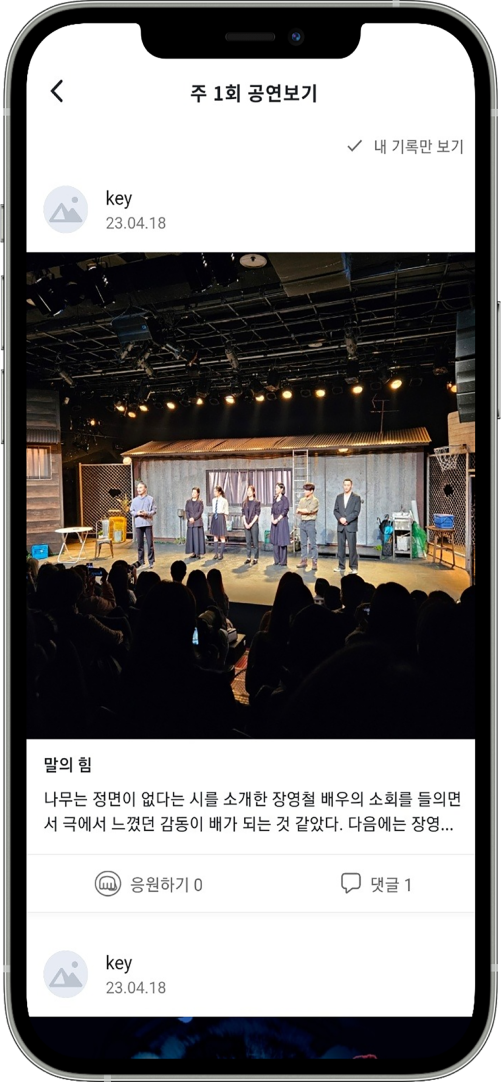 주 1회 공연보기
내 기록만 보기
key
23.04.18
말의 힘
나무는 정면이 없다는 시를 소개한 장영철 배우의 소회를 들의면
서 극에서 느꼈던 감동이 배가 되는 것 같았다. 다음에는 장영...
응원하기 0
댓글 1
key
23.04.18